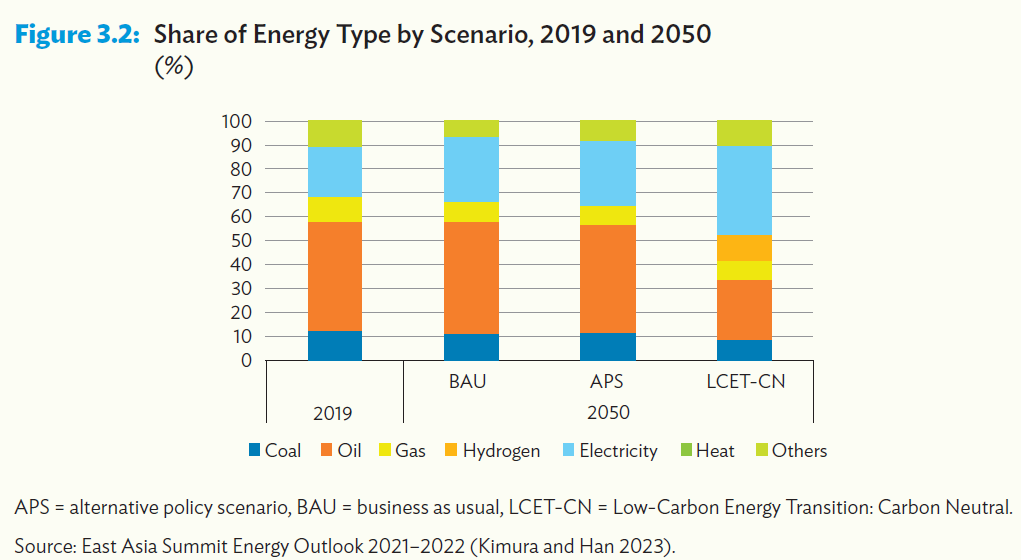 Figure 3.2: Share of Energy Type by Scenario, 2019 and 2050
(%)
100
90
80
70
60
50
40
30
20
10
0
BAU APS LCET-CN
2019 2050
Coal Oil Gas Hydrogen Electricity Heat Others
APS = alternative policy scenario, BAU = business as usual, LCET-CN = Low-Carbon Energy Transition: Carbon Neutral.
Source: East Asia Summit Energy Outlook 2021–2022 (Kimura and Han 2023).